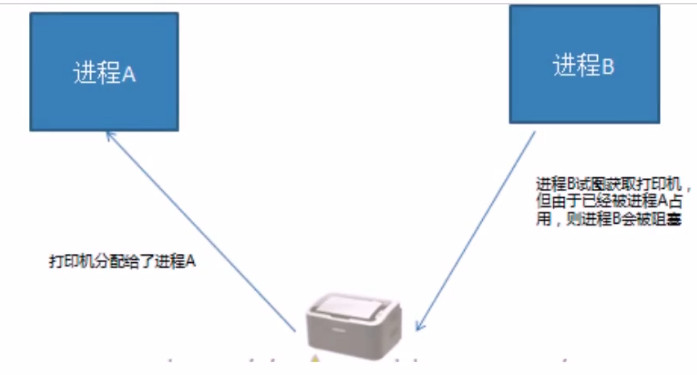 进程A
进程B
进程B试图获取打印机，
但由于已经被进程A占
用，则进程B会被阻塞
打印机分配给了进程A